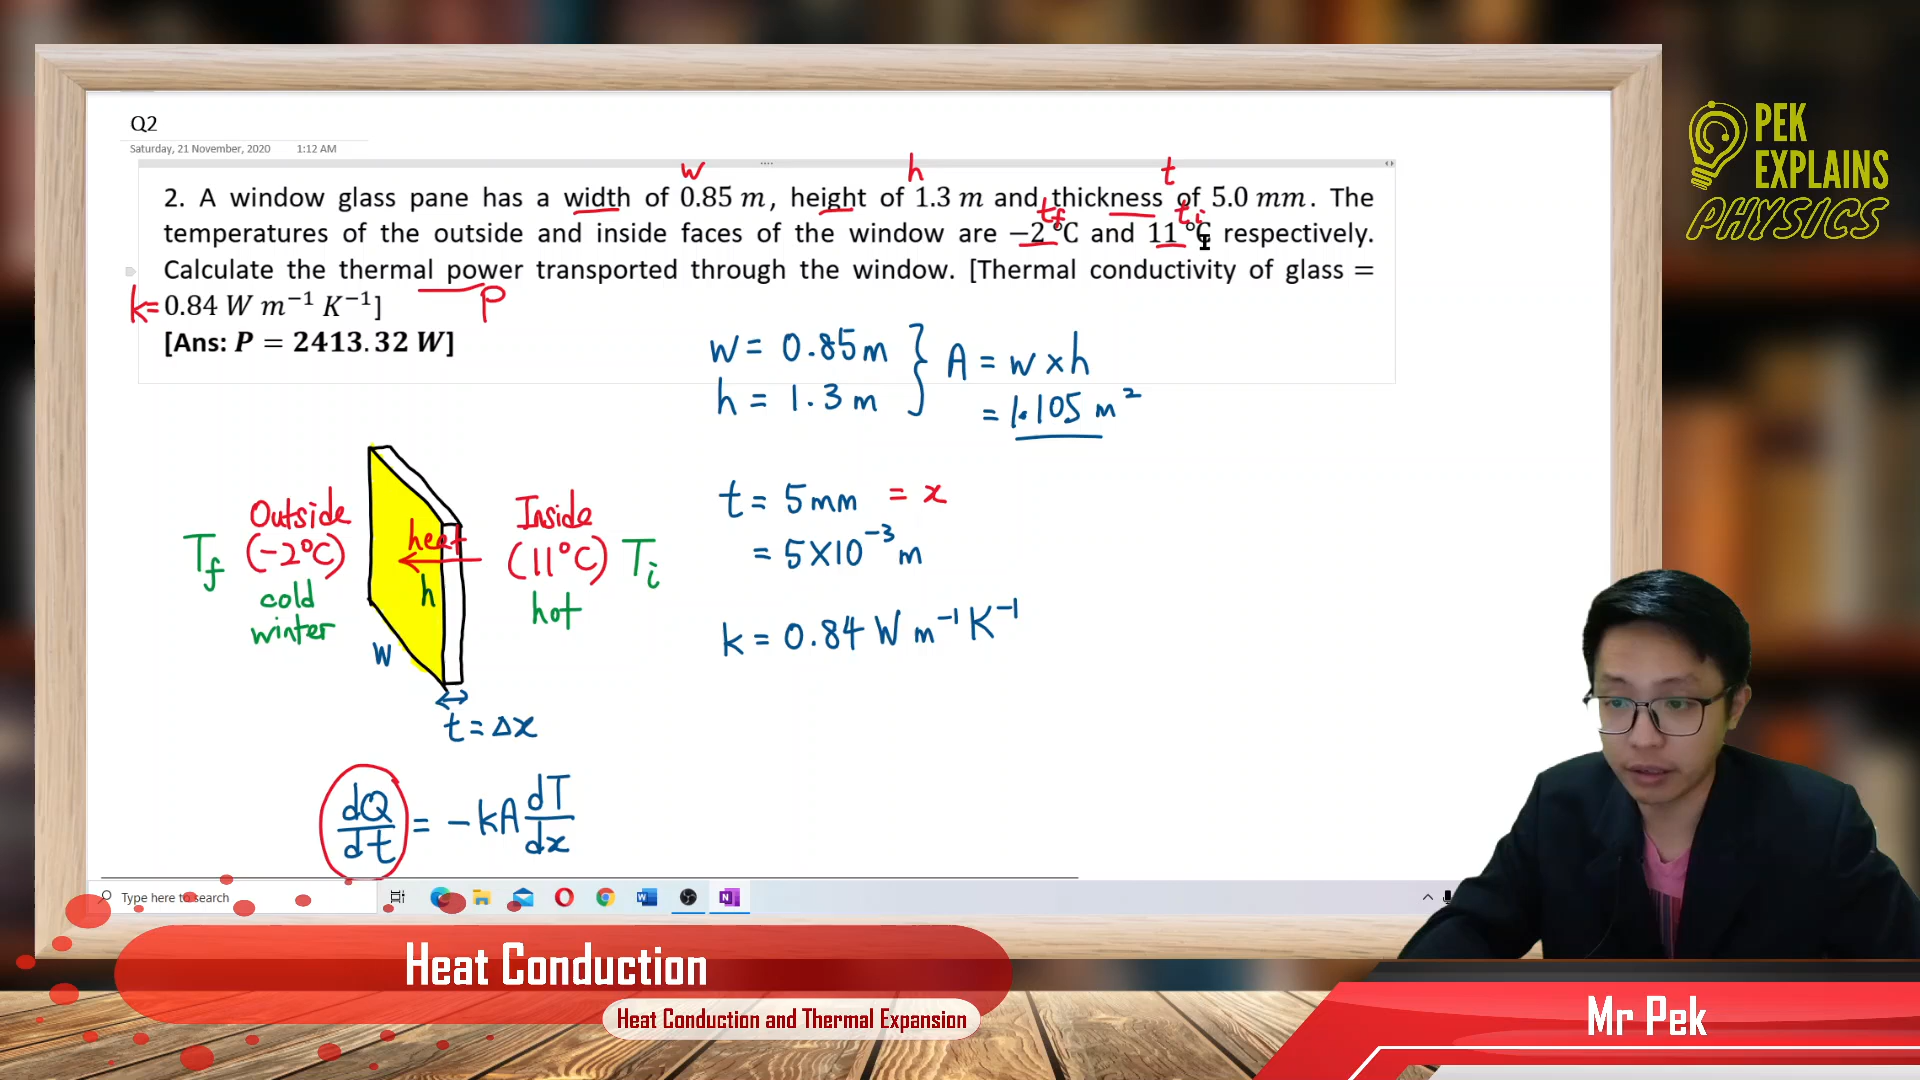 PEK
EXPLAINS
PHYSICS
Q2
Saturday, 21 November, 2020 1:12 AM
w h t
2. A window glass pane has a width of 0.85 m, height of 1.3 m and thickness of 5.0 mm. The
tf ti
temperatures of the outside and inside faces of the window are −2 °C and 11 °C respectively.
Calculate the thermal power transported through the window. [Thermal conductivity of glass =
k= 0.84 W m⁻¹ K⁻¹]
P
[Ans: P = 2413.32 W]
w = 0.85m
h = 1.3 m
A = w x h
= 1.105 m²
Outside
Tf (-2°C)
cold
winter
heat
h
w
Inside
(11°C) Ti
hot
t = Δx
t = 5mm = x
= 5X10⁻³ m
k = 0.84 W m⁻¹ K⁻¹
dQ/dt = -kA dT/dx
Type here to search
Heat Conduction
Heat Conduction and Thermal Expansion
Mr Pek